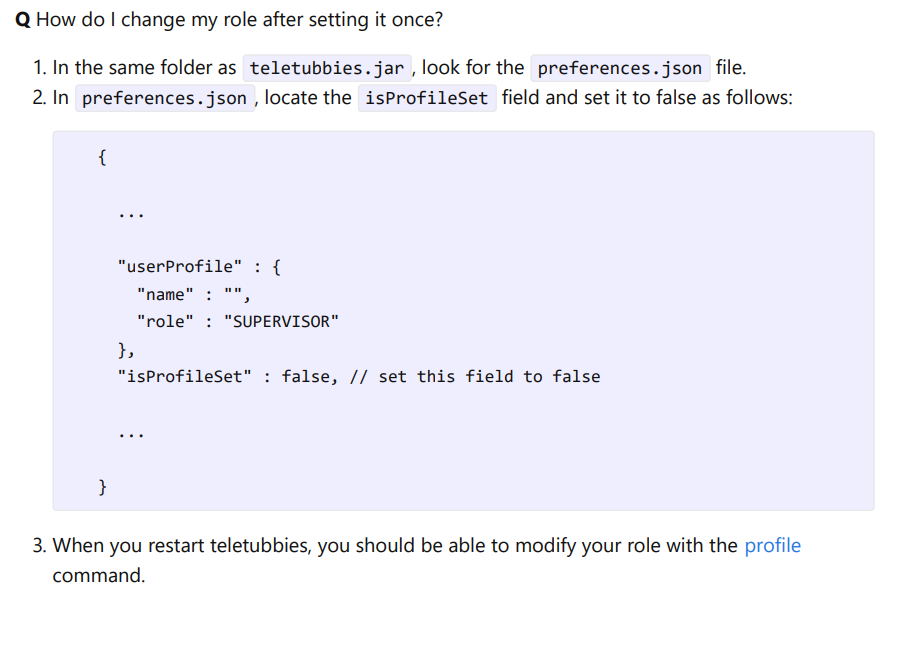 Q How do I change my role after setting it once?
1. In the same folder as teletubbies.jar, look for the preferences.json file.
2. In preferences.json, locate the isProfileSet field and set it to false as follows:
{
...
"userProfile" : {
"name" : "",
"role" : "SUPERVISOR"
},
"isProfileSet" : false, // set this field to false
...
}
3. When you restart teletubbies, you should be able to modify your role with the profile
command.